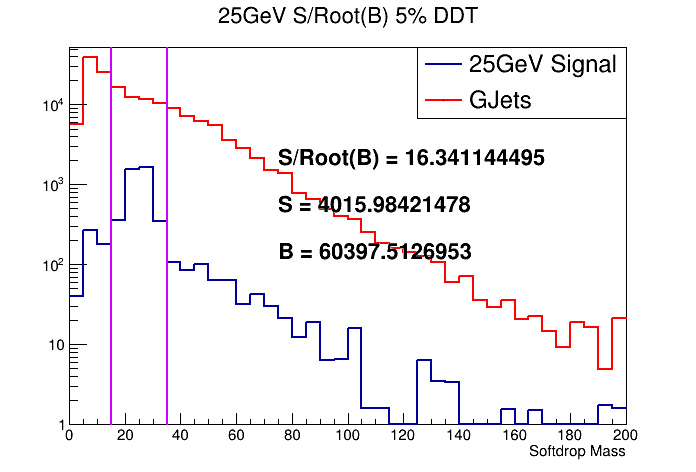 25GeV S/Root(B) 5% DDT
25GeV Signal
GJets
10⁴
S/Root(B) = 16.341144495
10³
S = 4015.98421478
B = 60397.5126953
10²
10
1
0 20 40 60 80 100 120 140 160 180 200
Softdrop Mass